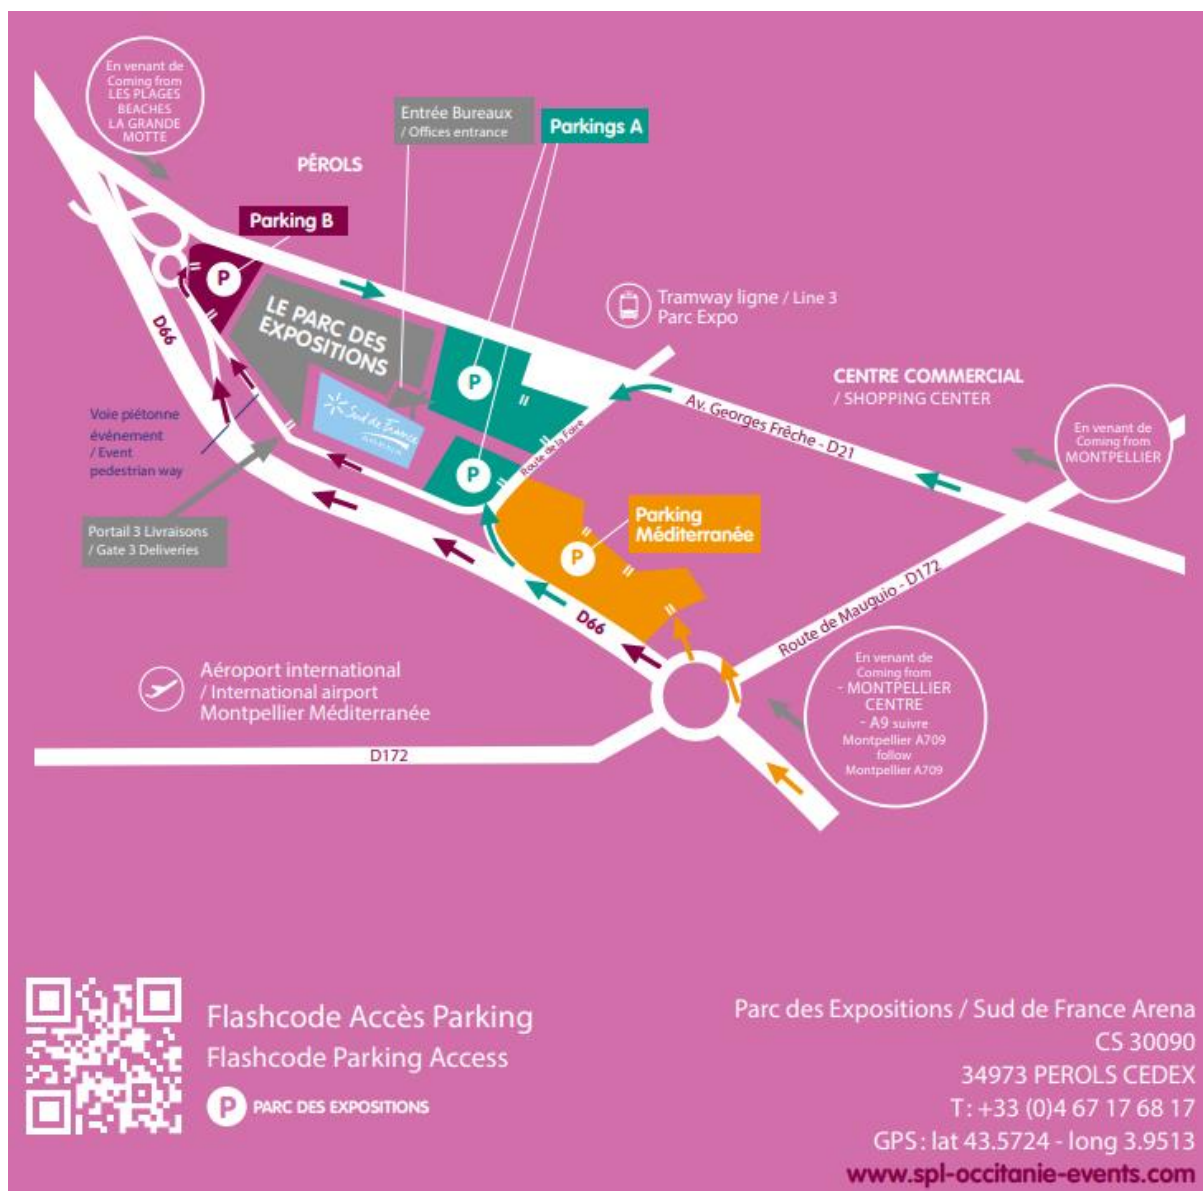 En venant de
Coming from
LES PLAGES
BEACHES
LA GRANDE
MOTTE
Entrée Bureaux
/ Offices entrance
Parkings A
PÉROLS
Parking B
P
LE PARC DES
EXPOSITIONS
Tramway ligne / Line 3
Parc Expo
D66
P
CENTRE COMMERCIAL
/ SHOPPING CENTER
Av. Georges Frêche - D21
En venant de
Coming from
MONTPELLIER
Voie piétonne
événement
/ Event
pedestrian way
Sud de France
ARENA
Route de la Foire
P
Portail 3 Livraisons
/ Gate 3 Deliveries
Parking
Méditerranée
P
D66
Route de Mauguio - D172
Aéroport international
/ International airport
Montpellier Méditerranée
En venant de
Coming from
- MONTPELLIER
CENTRE
- A9 suivre
Montpellier A709
follow
Montpellier A709
D172
Flashcode Accès Parking
Flashcode Parking Access
P PARC DES EXPOSITIONS
Parc des Expositions / Sud de France Arena
CS 30090
34973 PEROLS CEDEX
T : +33 (0)4 67 17 68 17
GPS : lat 43.5724 - long 3.9513
www.spl-occitanie-events.com